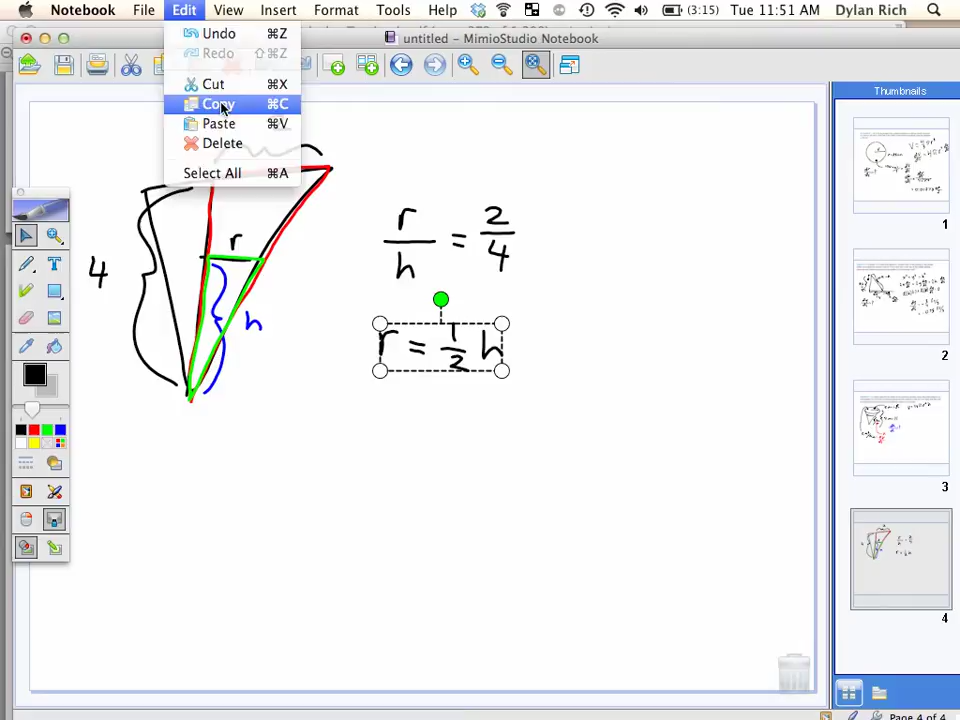 Notebook File Edit View Insert Format Tools Help (3:15) Tue 11:51 AM Dylan Rich
untitled – MimioStudio Notebook
Undo ⌘Z
Redo ⇧⌘Z
Cut ⌘X
Copy ⌘C
Paste ⌘V
Delete
Select All ⌘A
Thumbnails
4
r
h
r/h = 2/4
r = 1/2 h
T
1
2
3
4
Page 4 of 4